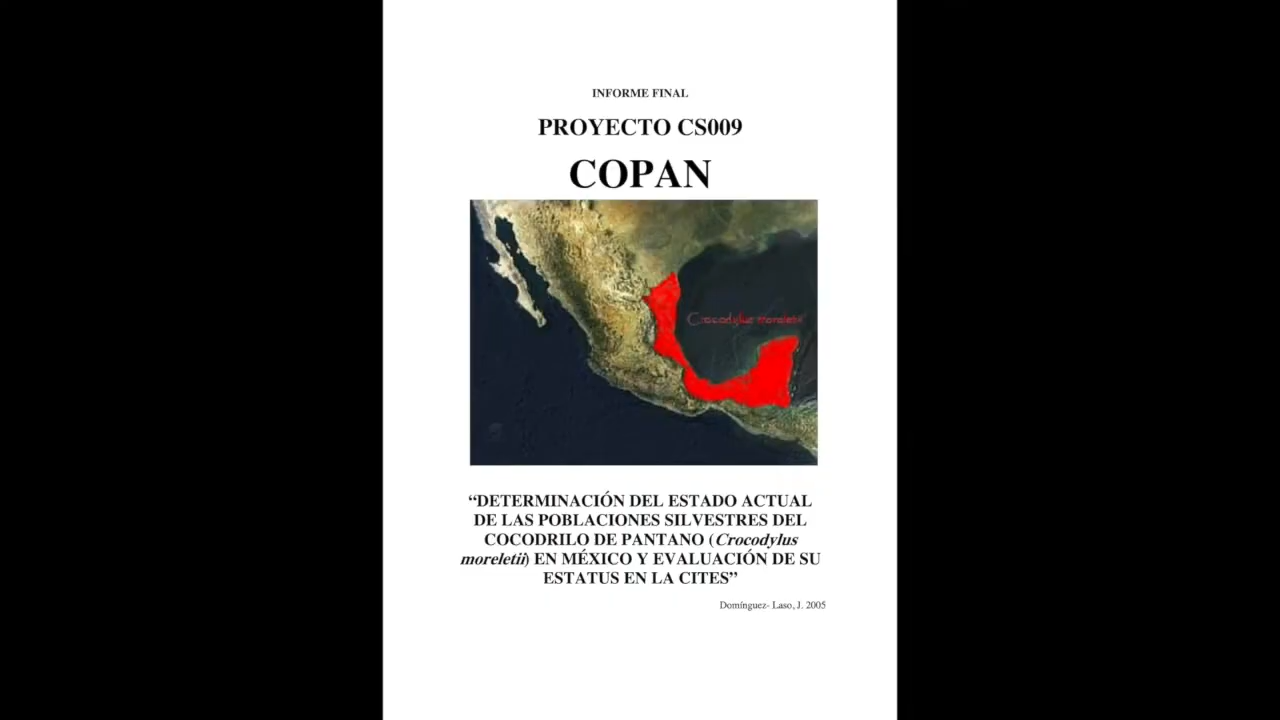 INFORME FINAL
PROYECTO CS009
COPAN
Crocodylus moreletii
“DETERMINACIÓN DEL ESTADO ACTUAL
DE LAS POBLACIONES SILVESTRES DEL
COCODRILO DE PANTANO (Crocodylus
moreletii) EN MÉXICO Y EVALUACIÓN DE SU
ESTATUS EN LA CITES”
Domínguez- Laso, J. 2005